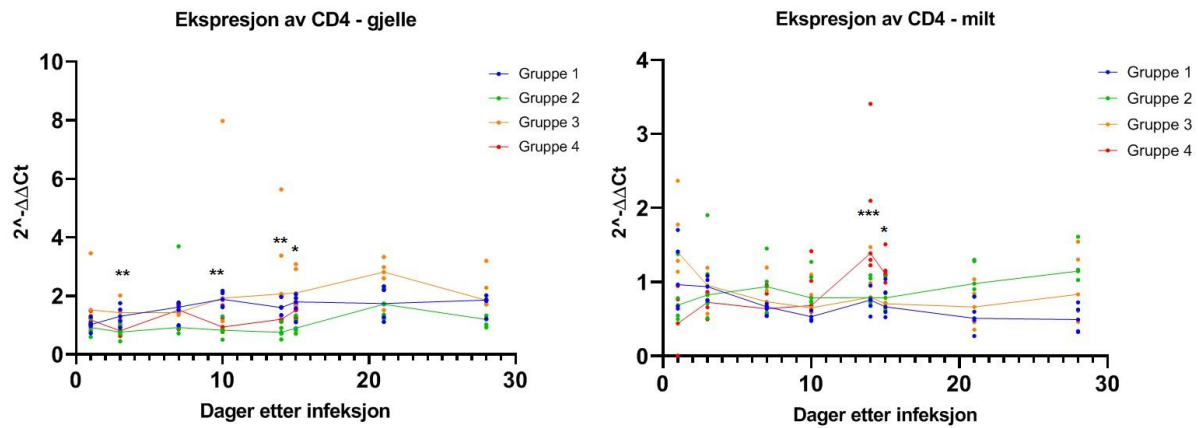 Ekspresjon av CD4 - gjelle
10
8
6
4
2
0
2^-ΔΔCt
0
10
20
30
Dager etter infeksjon
Gruppe 1
Gruppe 2
Gruppe 3
Gruppe 4
**
**
**
*
Ekspresjon av CD4 - milt
4
3
2
1
0
2^-ΔΔCt
0
10
20
30
Dager etter infeksjon
Gruppe 1
Gruppe 2
Gruppe 3
Gruppe 4
***
*